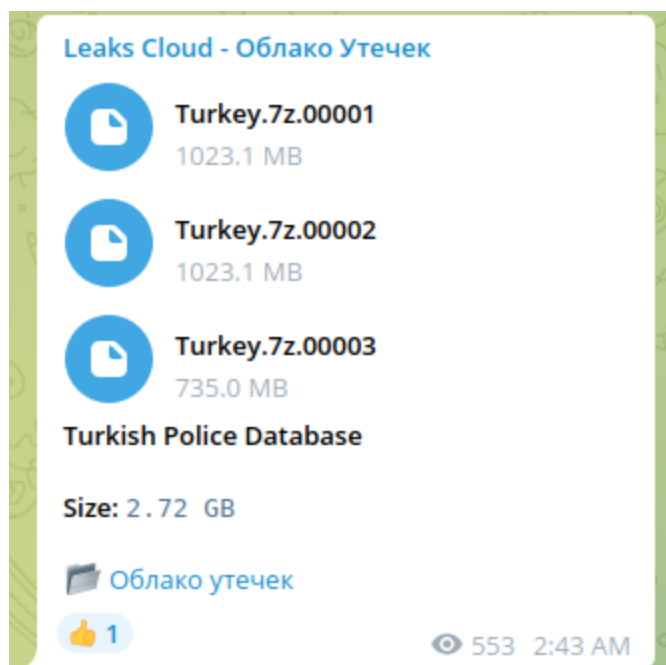 Leaks Cloud - Облако Утечек
Turkey.7z.00001
1023.1 MB
Turkey.7z.00002
1023.1 MB
Turkey.7z.00003
735.0 MB
Turkish Police Database
Size: 2.72 GB
Облако утечек
1
553 2:43 AM